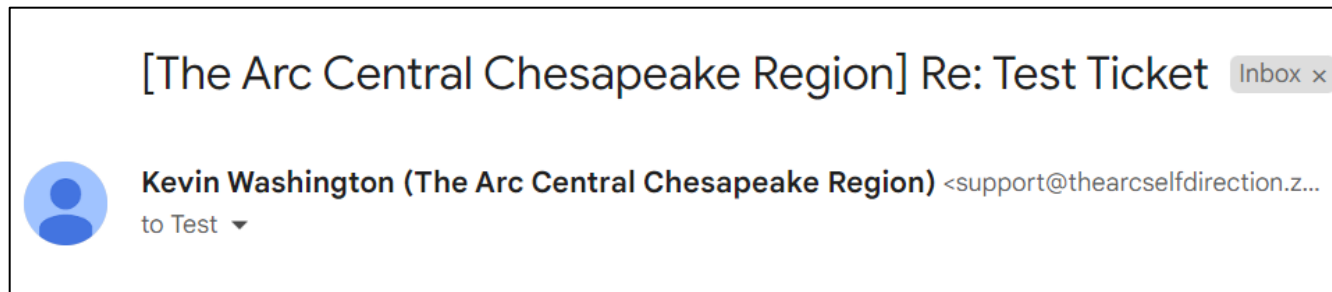 [The Arc Central Chesapeake Region] Re: Test Ticket Inbox ×
Kevin Washington (The Arc Central Chesapeake Region) <support@thearcselfdirection.z...
to Test